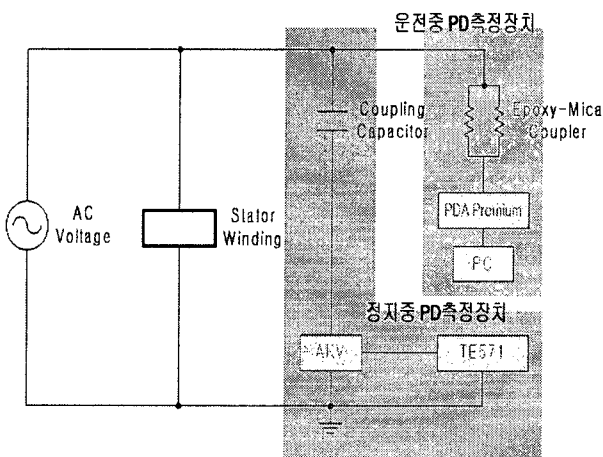 운전중 PD측정장치
Coupling
Capacitor
Epoxy-Mica
Coupler
AC
Voltage
Stator
Winding
PDA Premium
PC
정지중 PD측정장치
AKV
TE571